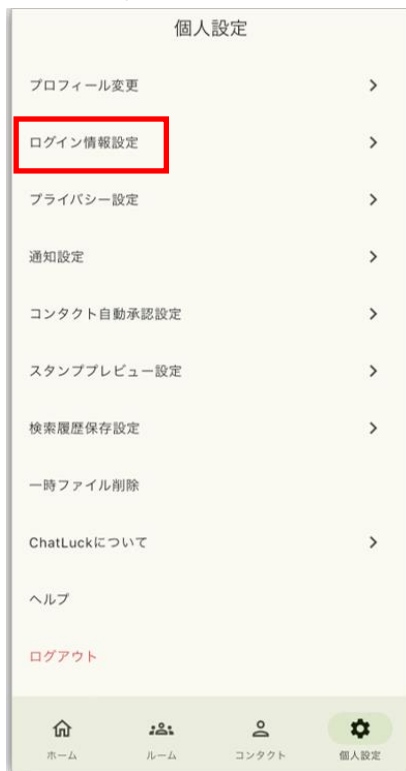 個人設定
プロフィール変更
ログイン情報設定
プライバシー設定
通知設定
コンタクト自動承認設定
スタンププレビュー設定
検索履歴保存設定
一時ファイル削除
ChatLuckについて
ヘルプ
ログアウト
ホーム
ルーム
コンタクト
個人設定